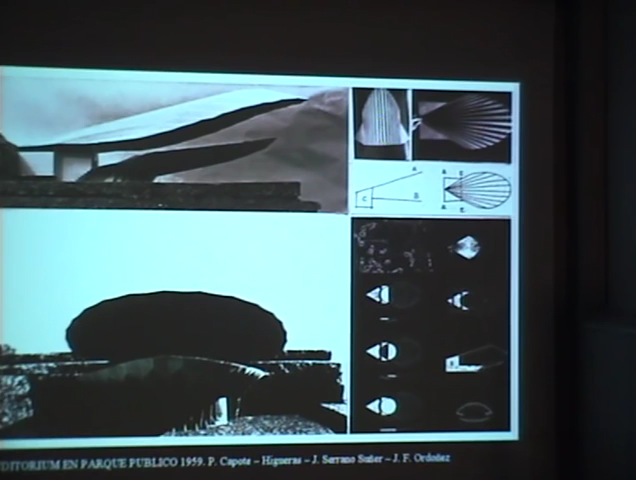 A
A E
C
B
A E
DITORIUM EN PARQUE PUBLICO 1959. P. Capote – Higueras – J. Serrano Suñer – J. F. Ordoñez